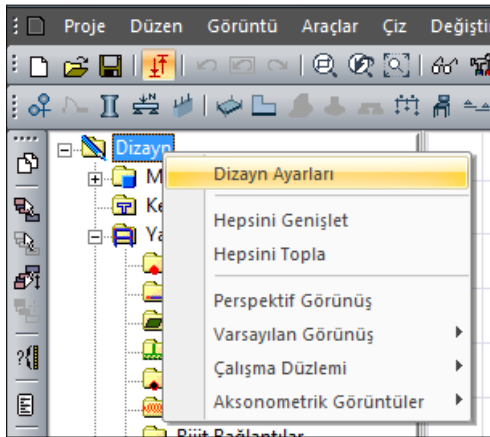 Proje Düzen Görüntü Araçlar Çiz
Dizayn
Dizayn Ayarları
Hepsini Genişlet
Hepsini Topla
Perspektif Görünüş
Varsayılan Görünüş
Çalışma Düzlemi
Aksonometrik Görüntüler